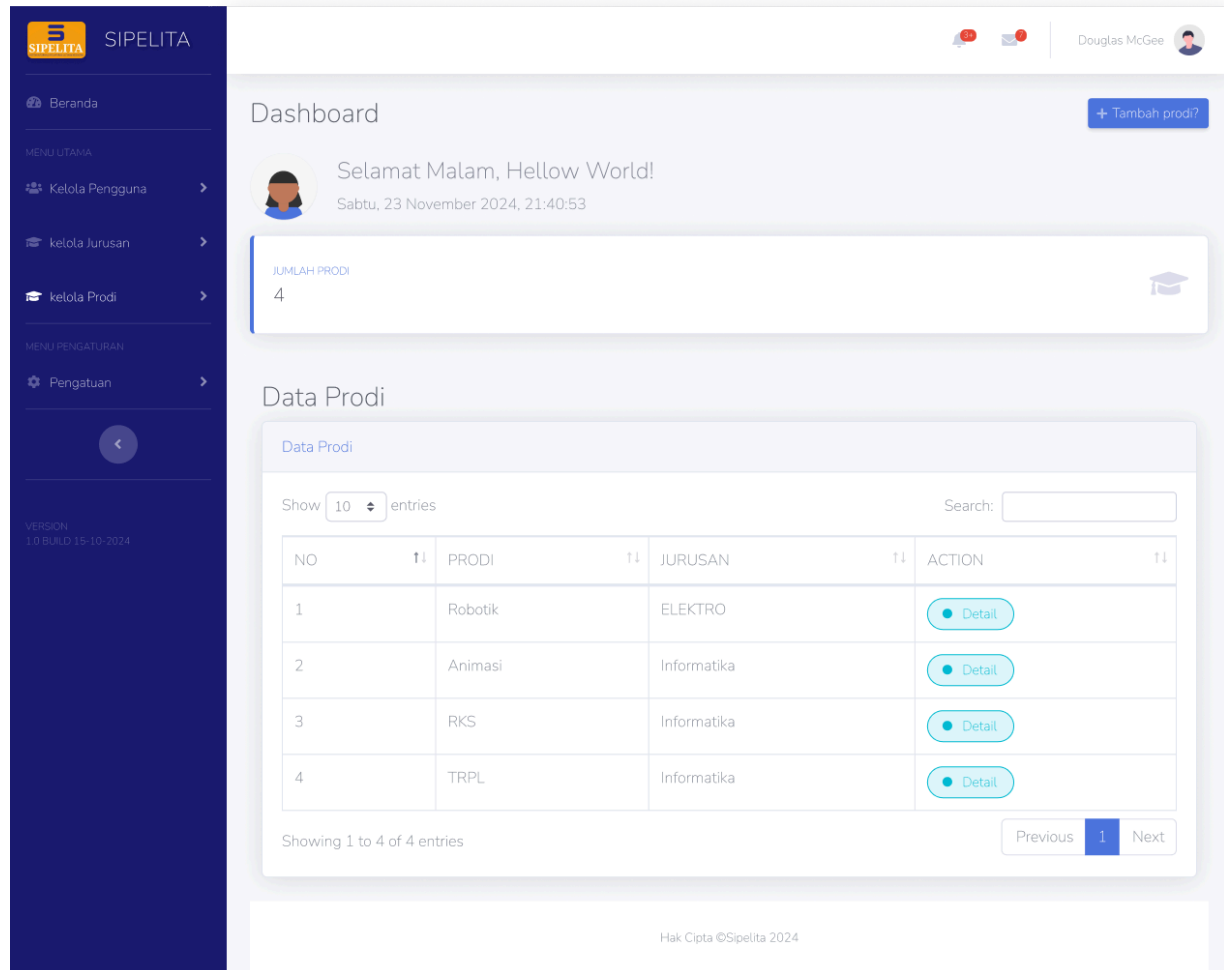 SIPELITA
SIPELITA
3+
7
Douglas McGee
Beranda
MENU UTAMA
Kelola Pengguna
kelola Jurusan
kelola Prodi
MENU PENGATURAN
Pengatuan
VERSION
1.0 BUILD 15-10-2024
Dashboard
+ Tambah prodi?
Selamat Malam, Hellow World!
Sabtu, 23 November 2024, 21:40:53
JUMLAH PRODI
4
Data Prodi
Data Prodi
Show 10 entries
Search:
NO PRODI JURUSAN ACTION
1 Robotik ELEKTRO Detail
2 Animasi Informatika Detail
3 RKS Informatika Detail
4 TRPL Informatika Detail
Showing 1 to 4 of 4 entries
Previous 1 Next
Hak Cipta ©Sipelita 2024